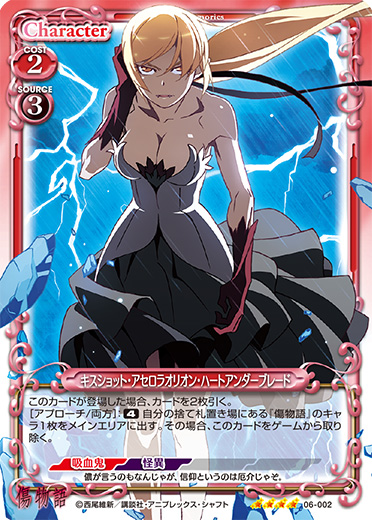 Character
COST
2
SOURCE
3
キスショット・アセロラオリオン・ハートアンダーブレード
このカードが登場した場合、カードを2枚引く。
[アプローチ/両方]:4 自分の捨て札置き場にある『傷物語』のキャ
ラ1枚をメインエリアに出す。その場合、このカードをゲームから取り
除く。
吸血鬼 怪異
儂が言うのもなんじゃが、信仰というのは厄介じゃぞ。
傷物語
©西尾維新/講談社・アニプレックス・シャフト
06-002